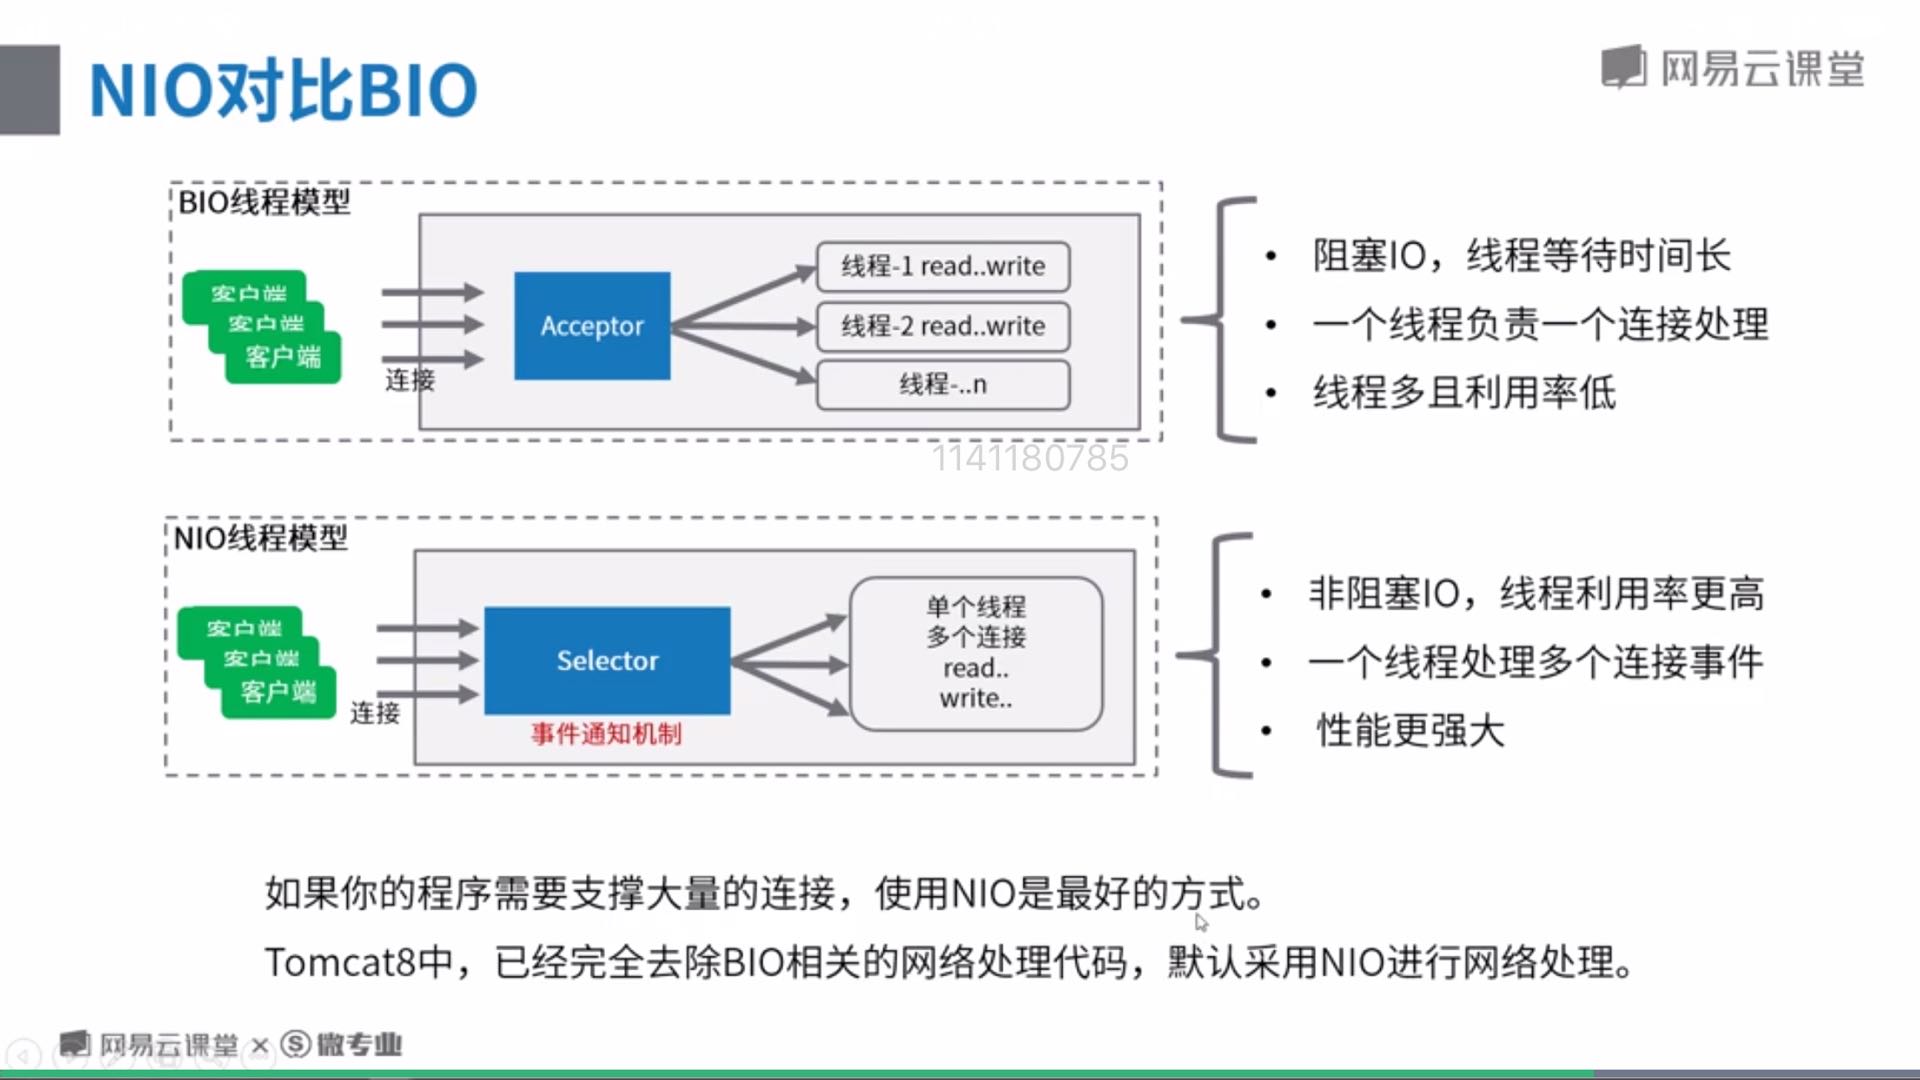 NIO对比BIO
网易云课堂
BIO线程模型
客户端
客户端
客户端
连接
Acceptor
线程-1 read..write
线程-2 read..write
线程-..n
阻塞IO，线程等待时间长
一个线程负责一个连接处理
线程多且利用率低
1141180785
NIO线程模型
客户端
客户端
客户端
连接
Selector
事件通知机制
单个线程
多个连接
read..
write..
非阻塞IO，线程利用率更高
一个线程处理多个连接事件
性能更强大
如果你的程序需要支撑大量的连接，使用NIO是最好的方式。
Tomcat8中，已经完全去除BIO相关的网络处理代码，默认采用NIO进行网络处理。
网易云课堂 × S微专业